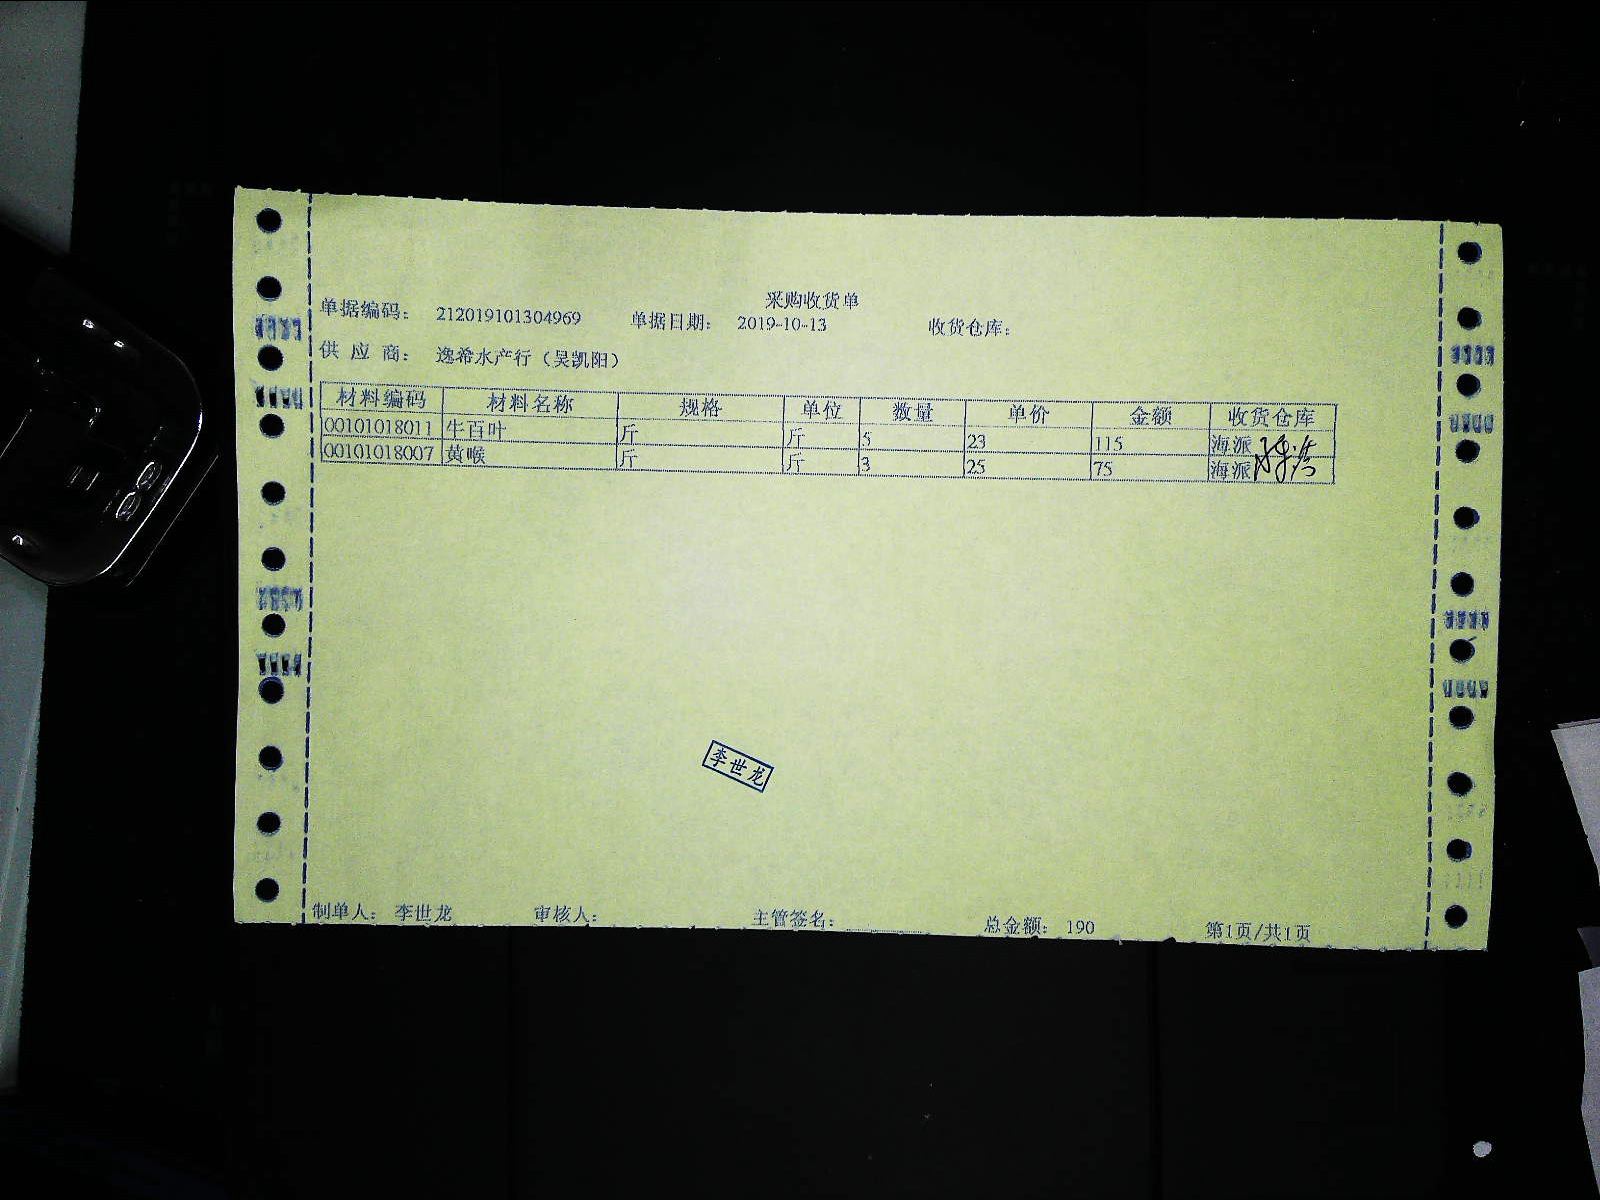 采购收货单
单据编码： 212019101304969 单据日期： 2019-10-13 收货仓库：
供 应 商： 逸希水产行（吴凯阳）
材料编码 材料名称 规格 单位 数量 单价 金额 收货仓库
00101018011 牛百叶 斤 斤 5 23 115 海派
00101018007 黄喉 斤 斤 3 25 75 海派
李世龙
制单人： 李世龙 审核人： 主管签名： 总金额： 190 第1页/共1页